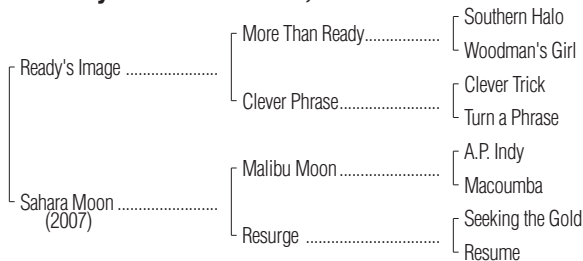 Southern Halo
More Than Ready
Woodman's Girl
Ready's Image
Clever Trick
Clever Phrase
Turn a Phrase
A.P. Indy
Malibu Moon
Macoumba
Sahara Moon
(2007)
Seeking the Gold
Resurge
Resume